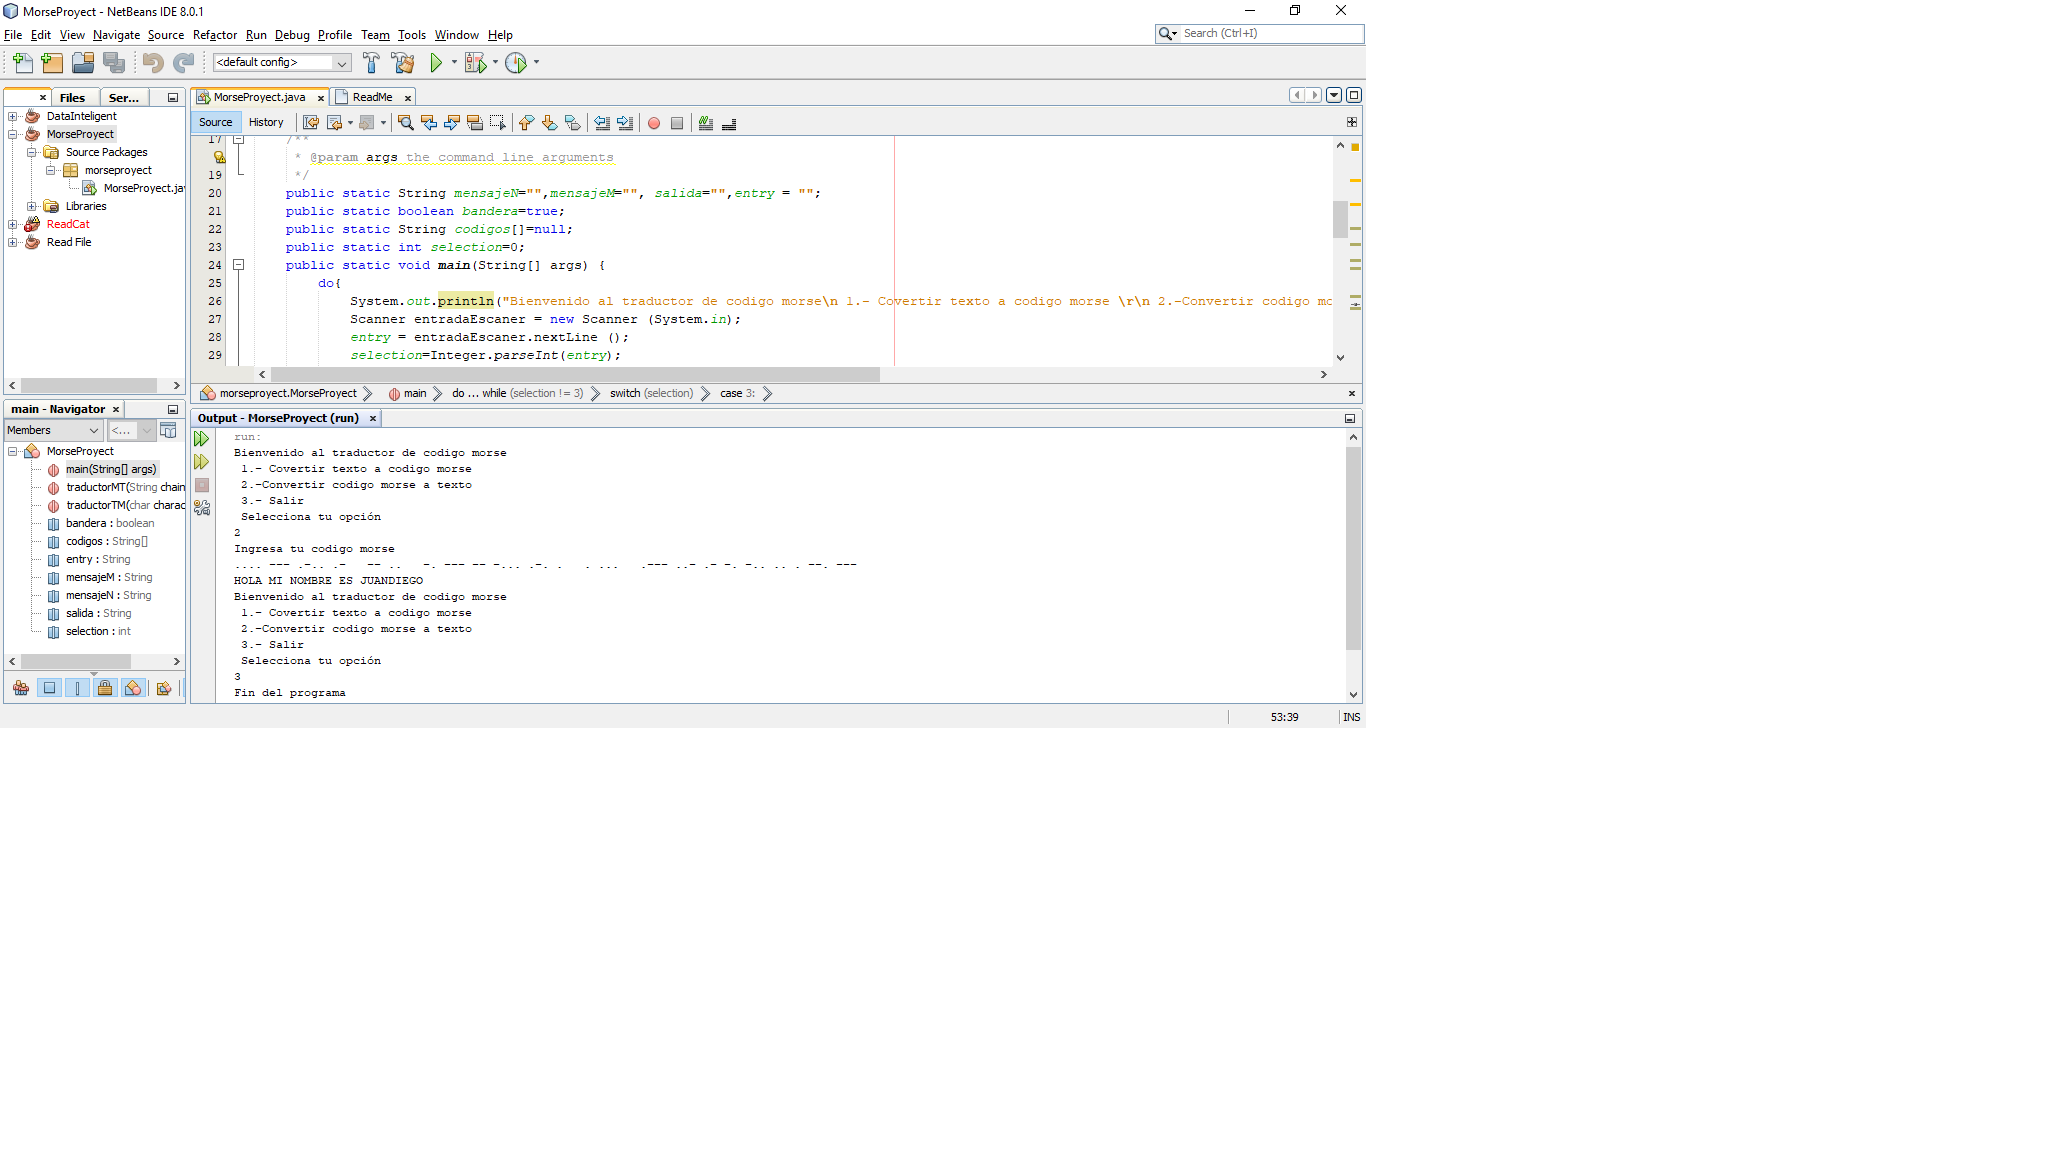 MorseProyect - NetBeans IDE 8.0.1
File Edit View Navigate Source Refactor Run Debug Profile Team Tools Window Help
Search (Ctrl+I)
<default config>
Files Ser...
DataInteligent
MorseProyect
Source Packages
morseproyect
MorseProyect.ja
Libraries
ReadCat
Read File
main - Navigator
Members <...
MorseProyect
main(String[] args)
traductorMT(String chain
traductorTM(char charac
bandera : boolean
codigos : String[]
entry : String
mensajeM : String
mensajeN : String
salida : String
selection : int
MorseProyect.java ReadMe
Source History
17 /**
* @param args the command line arguments
19 */
20 public static String mensajeN="",mensajeM="", salida="",entry = "";
21 public static boolean bandera=true;
22 public static String codigos[]=null;
23 public static int selection=0;
24 public static void main(String[] args) {
25 do{
26 System.out.println("Bienvenido al traductor de codigo morse\n 1.- Covertir texto a codigo morse \r\n 2.-Convertir codigo mo
27 Scanner entradaEscaner = new Scanner (System.in);
28 entry = entradaEscaner.nextLine ();
29 selection=Integer.parseInt(entry);
morseproyect.MorseProyect main do ... while (selection != 3) switch (selection) case 3:
Output - MorseProyect (run)
run:
Bienvenido al traductor de codigo morse
1.- Covertir texto a codigo morse
2.-Convertir codigo morse a texto
3.- Salir
Selecciona tu opción
2
Ingresa tu codigo morse
.... --- .-.. .-   -- ..   -. --- -- -... .-. .   . ...   .--- ..- .- -. -.. .. . --. ---
HOLA MI NOMBRE ES JUANDIEGO
Bienvenido al traductor de codigo morse
1.- Covertir texto a codigo morse
2.-Convertir codigo morse a texto
3.- Salir
Selecciona tu opción
3
Fin del programa
53:39 INS